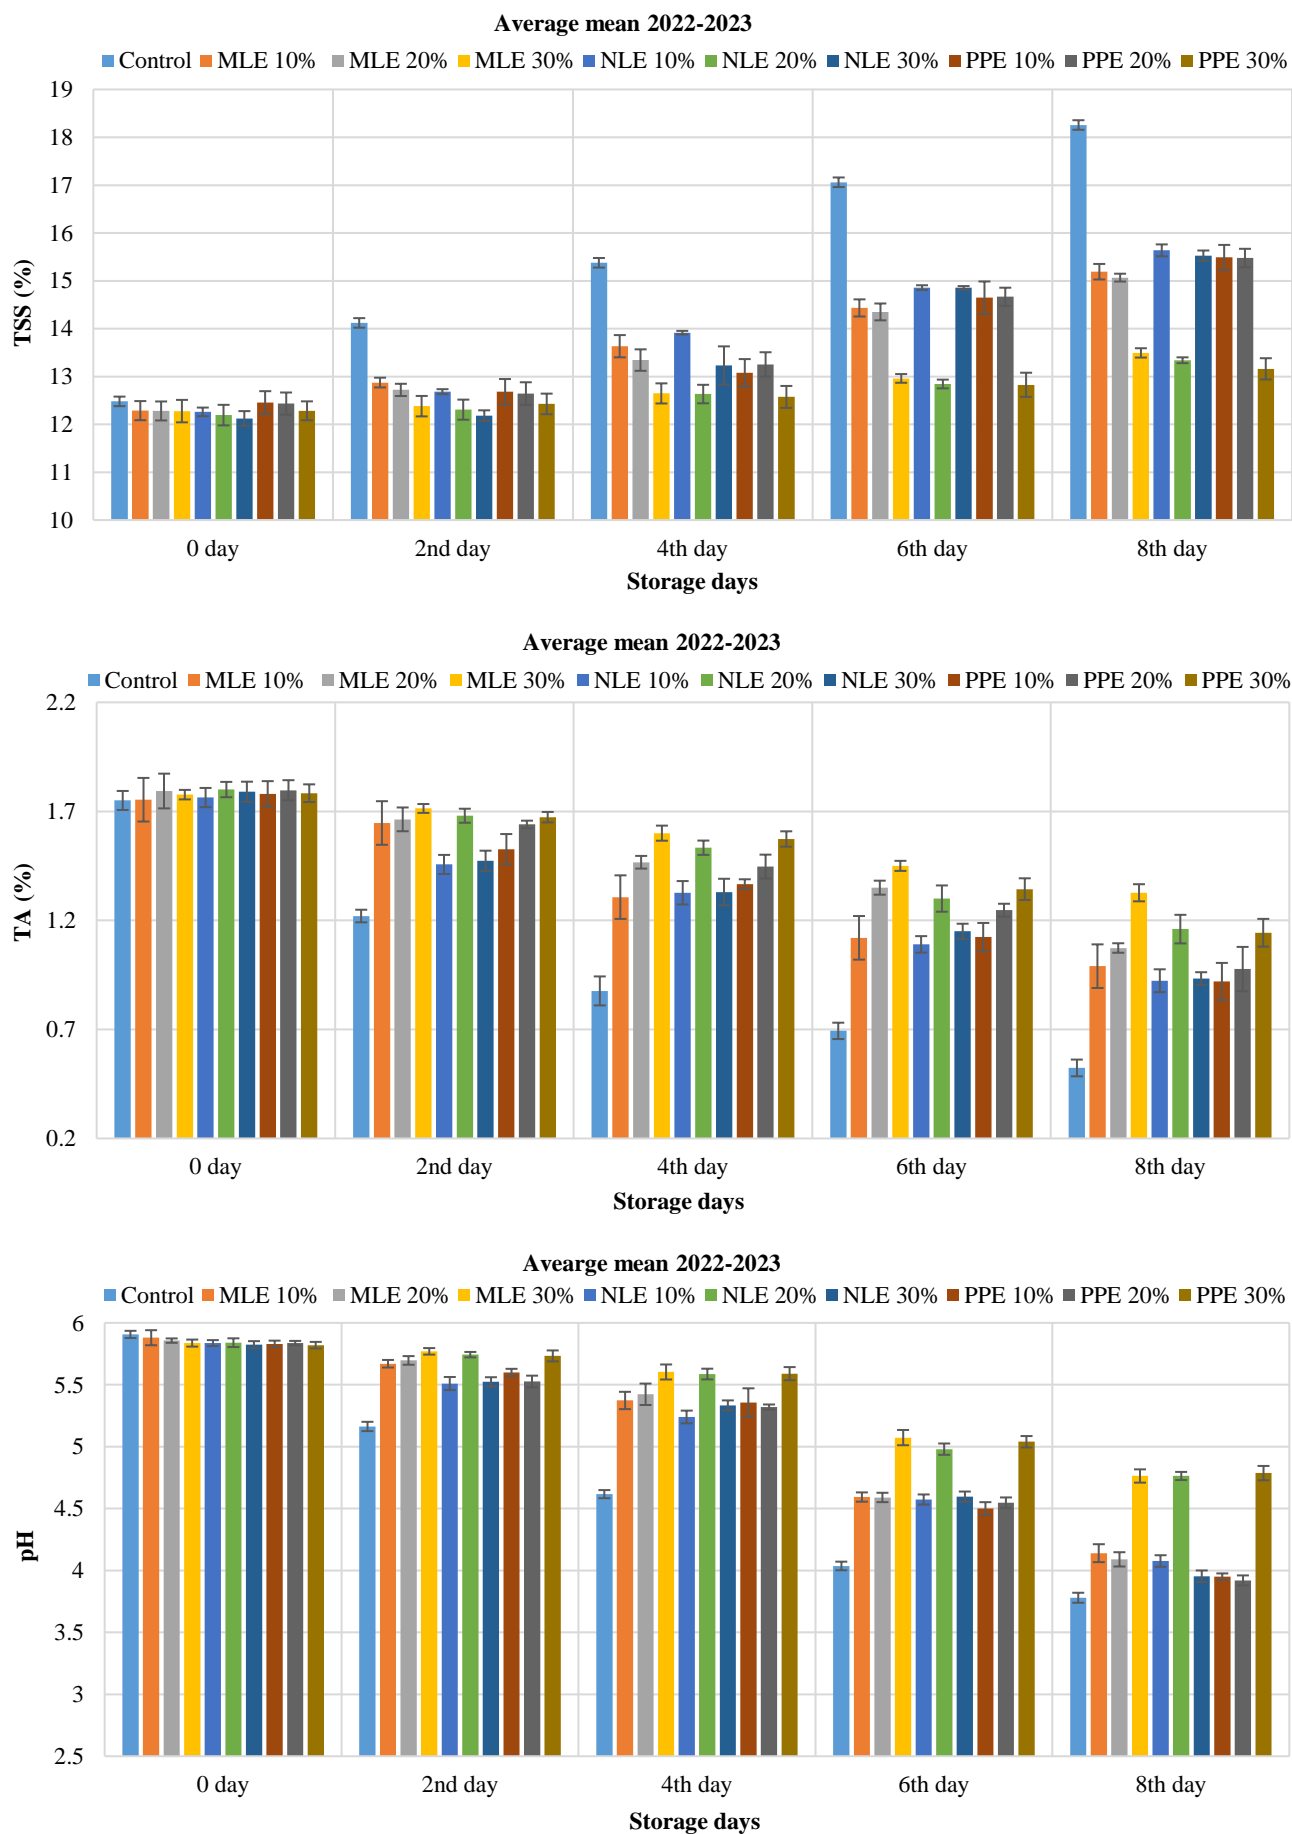 Average mean 2022-2023
Control MLE 10% MLE 20% MLE 30% NLE 10% NLE 20% NLE 30% PPE 10% PPE 20% PPE 30%
19
18
17
16
15
14
13
12
11
10
TSS (%)
0 day 2nd day 4th day 6th day 8th day
Storage days
Average mean 2022-2023
Control MLE 10% MLE 20% MLE 30% NLE 10% NLE 20% NLE 30% PPE 10% PPE 20% PPE 30%
2.2
1.7
1.2
0.7
0.2
TA (%)
0 day 2nd day 4th day 6th day 8th day
Storage days
Avearge mean 2022-2023
Control MLE 10% MLE 20% MLE 30% NLE 10% NLE 20% NLE 30% PPE 10% PPE 20% PPE 30%
6
5.5
5
4.5
4
3.5
3
2.5
pH
0 day 2nd day 4th day 6th day 8th day
Storage days